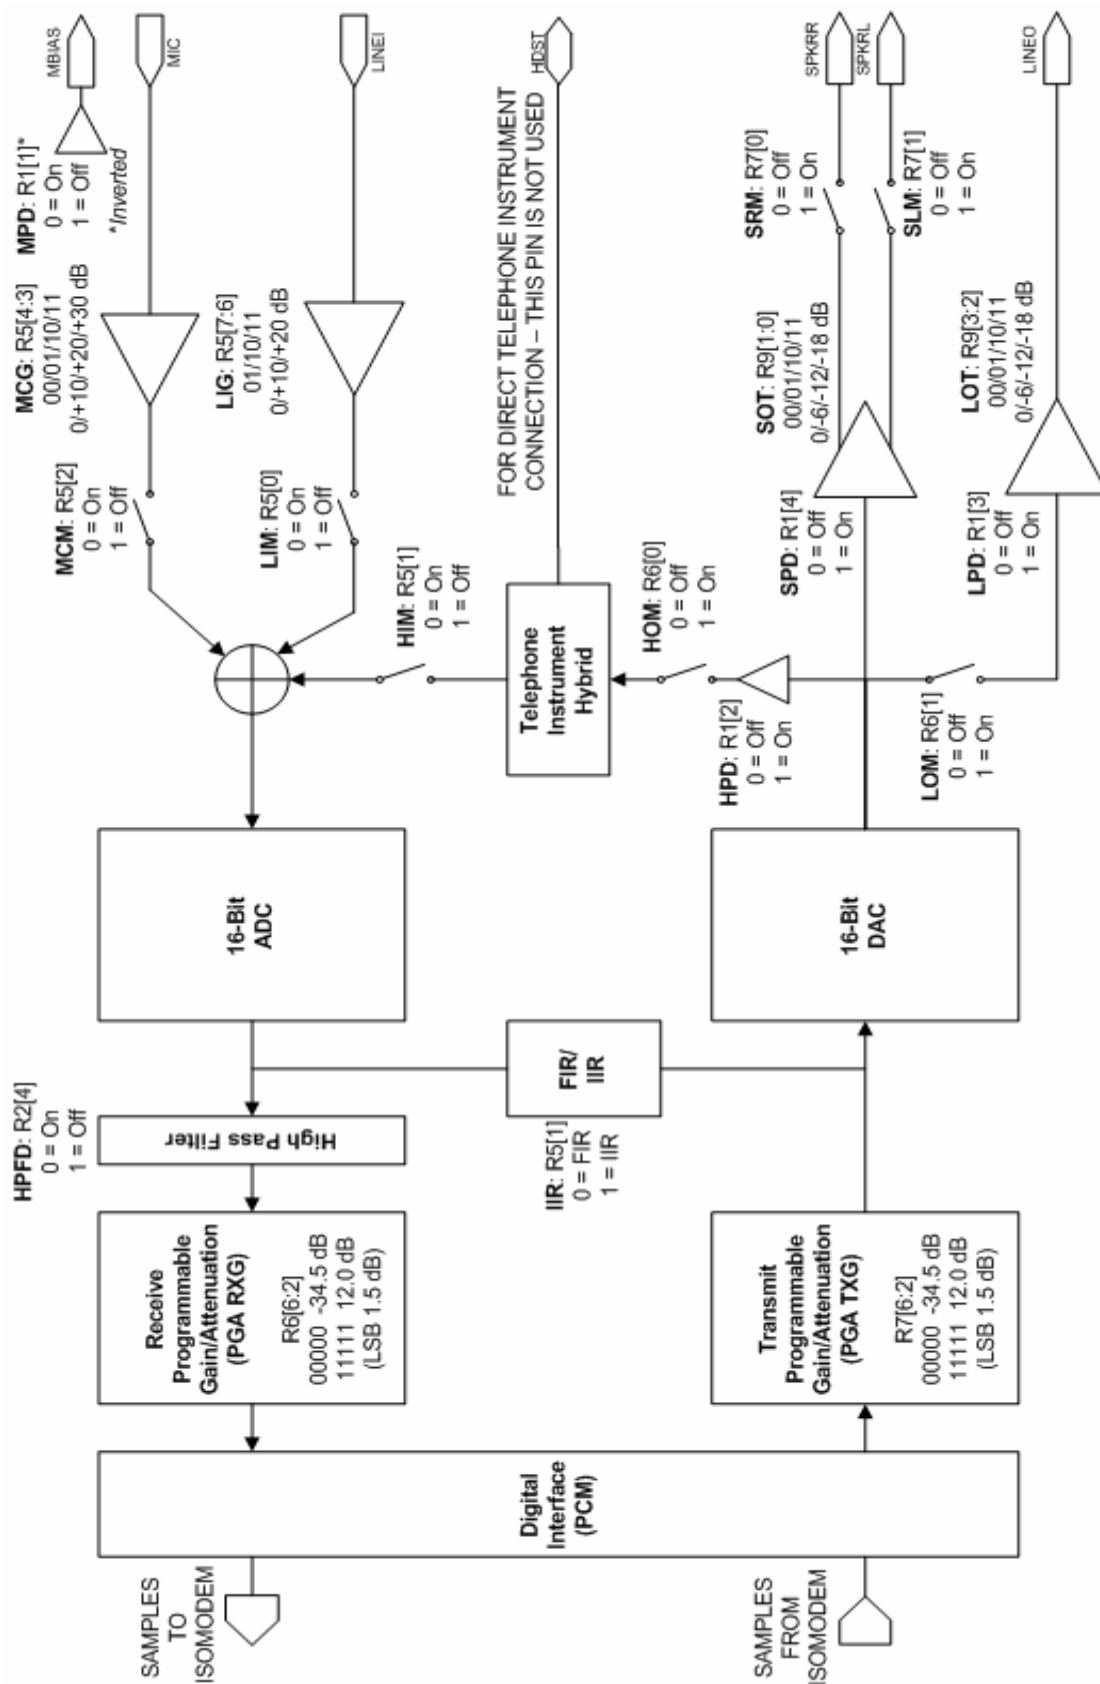 SAMPLES
TO
ISOMODEM
SAMPLES
FROM
ISOMODEM
Digital
Interface
(PCM)
Receive
Programmable
Gain/Attenuation
(PGA RXG)
R6[6:2]
00000 -34.5 dB
11111 12.0 dB
(LSB 1.5 dB)
Transmit
Programmable
Gain/Attenuation
(PGA TXG)
R7[6:2]
00000 -34.5 dB
11111 12.0 dB
(LSB 1.5 dB)
HPFD: R2[4]
0 = On
1 = Off
High Pass Filter
IIR: R5[1]
0 = FIR
1 = IIR
FIR/
IIR
16-Bit
ADC
16-Bit
DAC
HIM: R5[1]
0 = On
1 = Off
Telephone
Instrument
Hybrid
HOM: R6[0]
0 = Off
1 = On
HPD: R1[2]
0 = Off
1 = On
LOM: R6[1]
0 = Off
1 = On
MCM: R5[2]
0 = On
1 = Off
LIM: R5[0]
0 = On
1 = Off
SPD: R1[4]
0 = Off
1 = On
LPD: R1[3]
0 = Off
1 = On
MCG: R5[4:3]
00/01/10/11
0/+10/+20/+30 dB
LIG: R5[7:6]
01/10/11
0/+10/+20 dB
SOT: R9[1:0]
00/01/10/11
0/-6/-12/-18 dB
LOT: R9[3:2]
00/01/10/11
0/-6/-12/-18 dB
FOR DIRECT TELEPHONE INSTRUMENT
CONNECTION – THIS PIN IS NOT USED
MPD: R1[1]*
0 = On
1 = Off
*Inverted
SRM: R7[0]
0 = Off
1 = On
SLM: R7[1]
0 = Off
1 = On
MBIAS
MIC
LINEI
HDST
SPKRR
SPKRL
LINEO